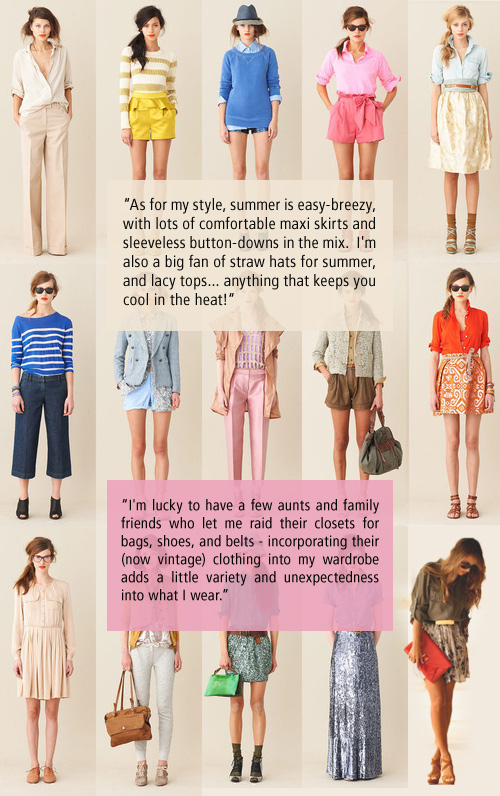 “As for my style, summer is easy-breezy,
with lots of comfortable maxi skirts and
sleeveless button-downs in the mix. I'm
also a big fan of straw hats for summer,
and lacy tops... anything that keeps you
cool in the heat!”
“I'm lucky to have a few aunts and family
friends who let me raid their closets for
bags, shoes, and belts - incorporating their
(now vintage) clothing into my wardrobe
adds a little variety and unexpectedness
into what I wear.”